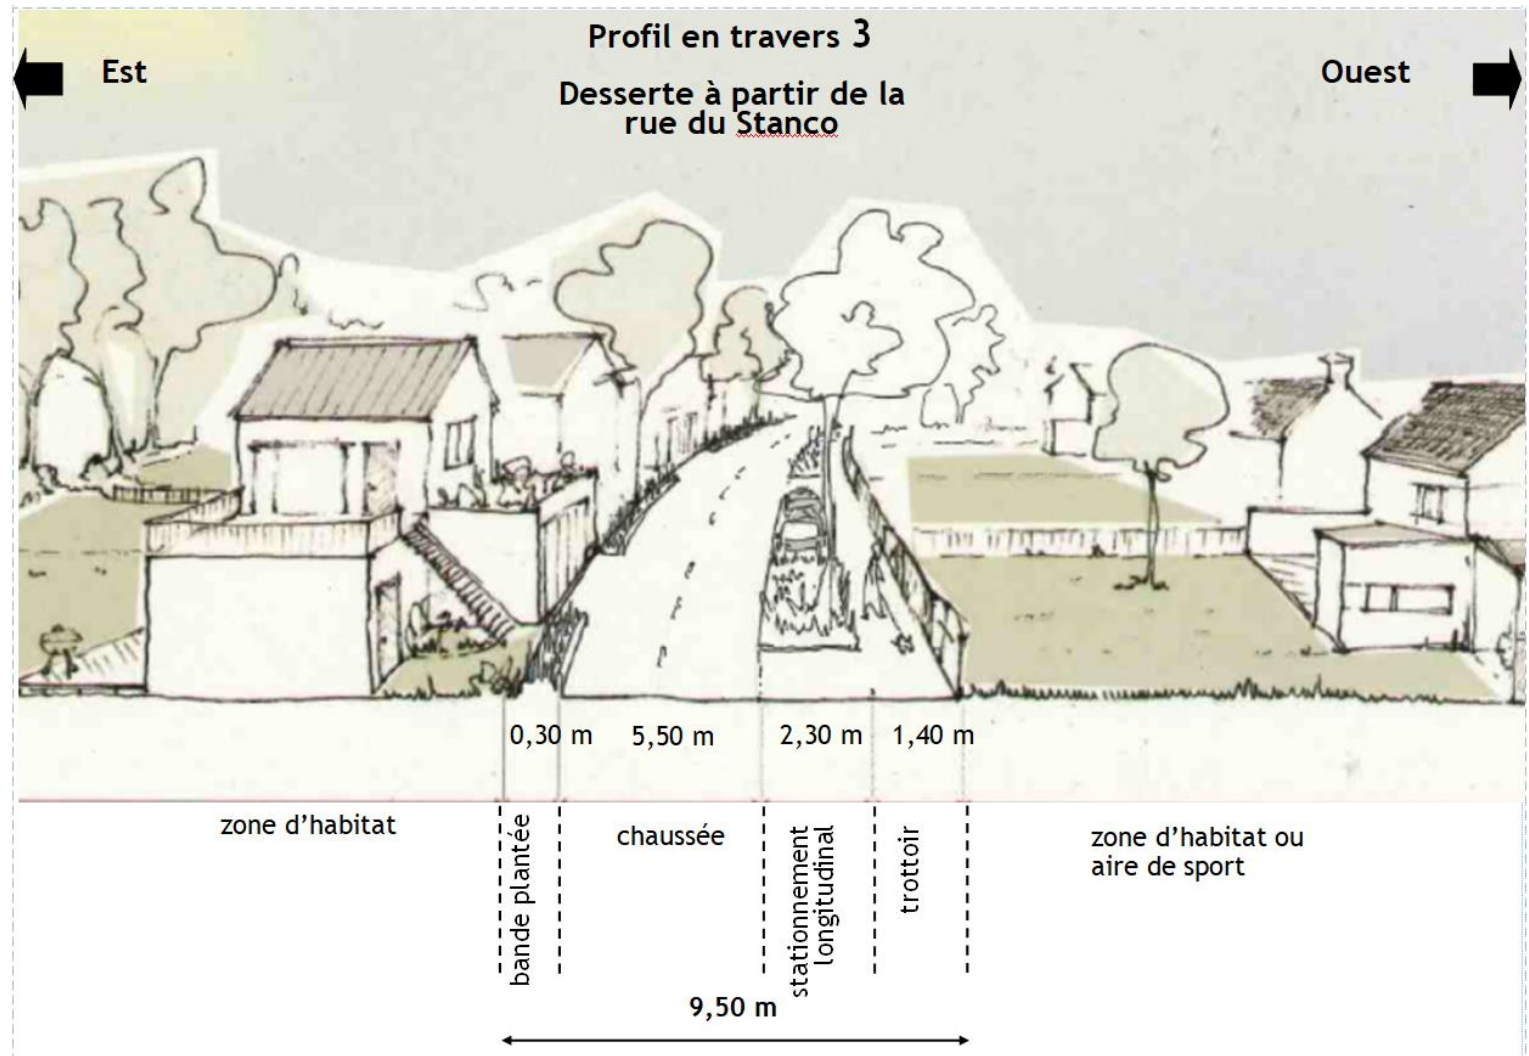 Profil en travers 3
Est
Ouest
Desserte à partir de la
rue du Stanco
0,30 m
5,50 m
2,30 m
1,40 m
zone d'habitat
bande plantée
chaussée
stationnement
longitudinal
trottoir
zone d'habitat ou
aire de sport
9,50 m